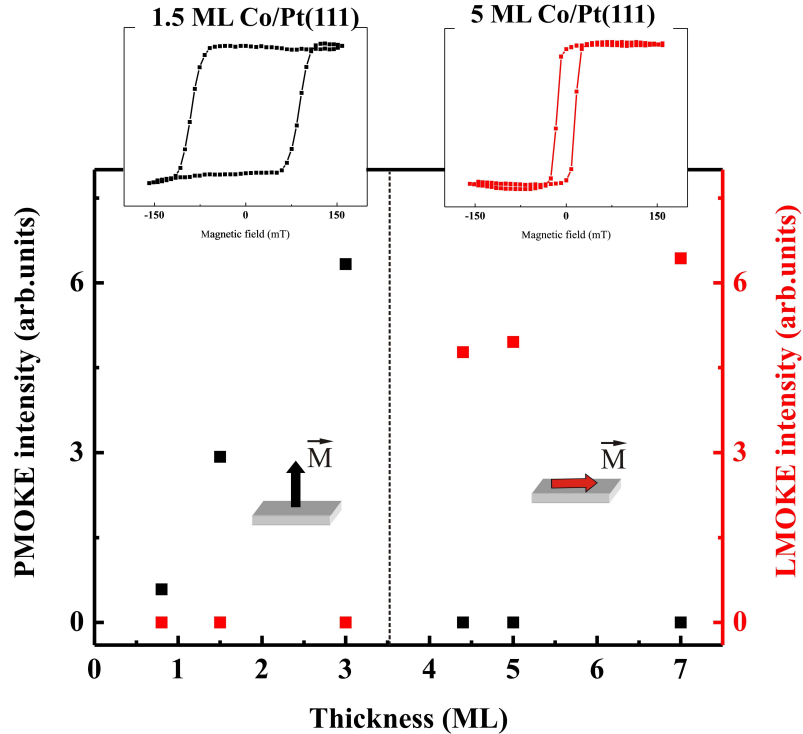 1.5 ML Co/Pt(111)
5 ML Co/Pt(111)
-150 0 150
Magnetic field (mT)
-150 0 150
Magnetic field (mT)
PMOKE intensity (arb.units)
6
3
0
M
M
6
3
0
LMOKE intensity (arb.units)
0 1 2 3 4 5 6 7
Thickness (ML)